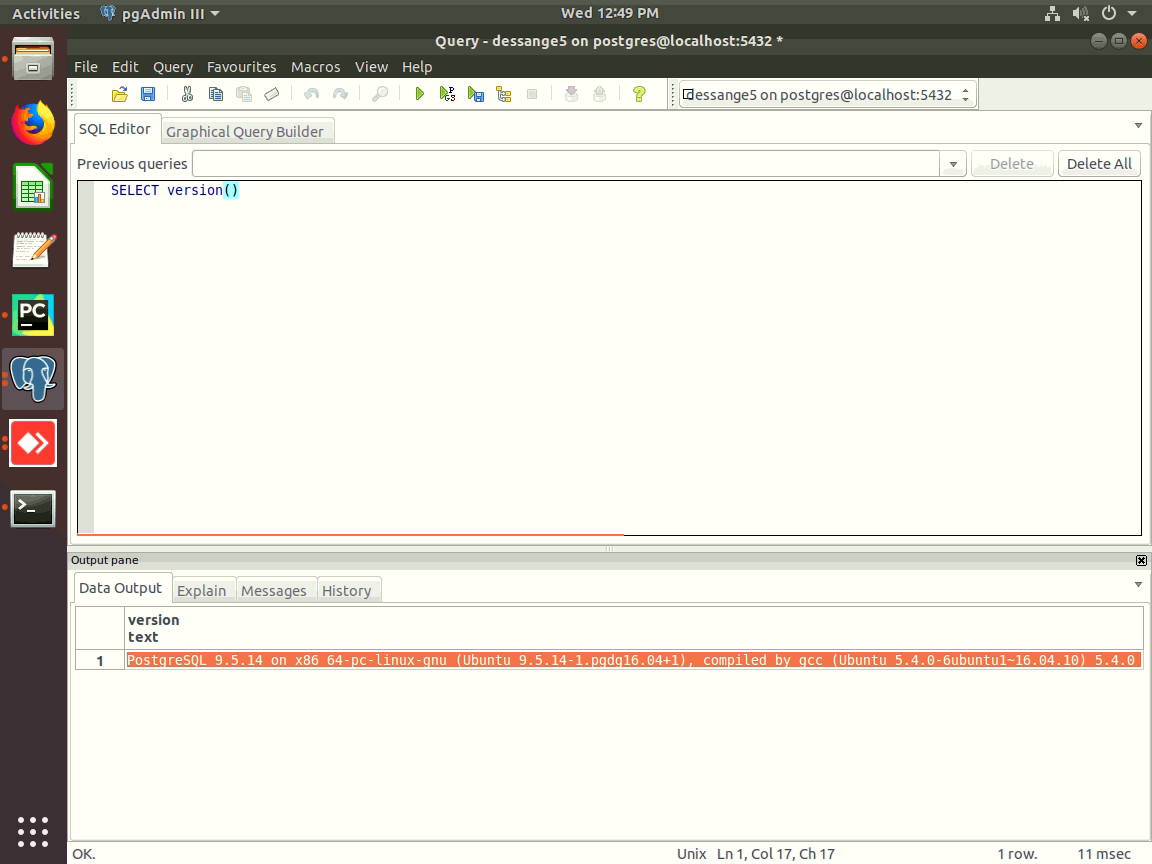 Activities pgAdmin III Wed 12:49 PM
Query - dessange5 on postgres@localhost:5432 *
File Edit Query Favourites Macros View Help
dessange5 on postgres@localhost:5432
SQL Editor Graphical Query Builder
Previous queries Delete Delete All
SELECT version()
PC
Output pane
Data Output Explain Messages History
version
text
1 PostgreSQL 9.5.14 on x86_64-pc-linux-gnu (Ubuntu 9.5.14-1.pgdg16.04+1), compiled by gcc (Ubuntu 5.4.0-6ubuntu1~16.04.10) 5.4.0
OK. Unix Ln 1, Col 17, Ch 17 1 row. 11 msec